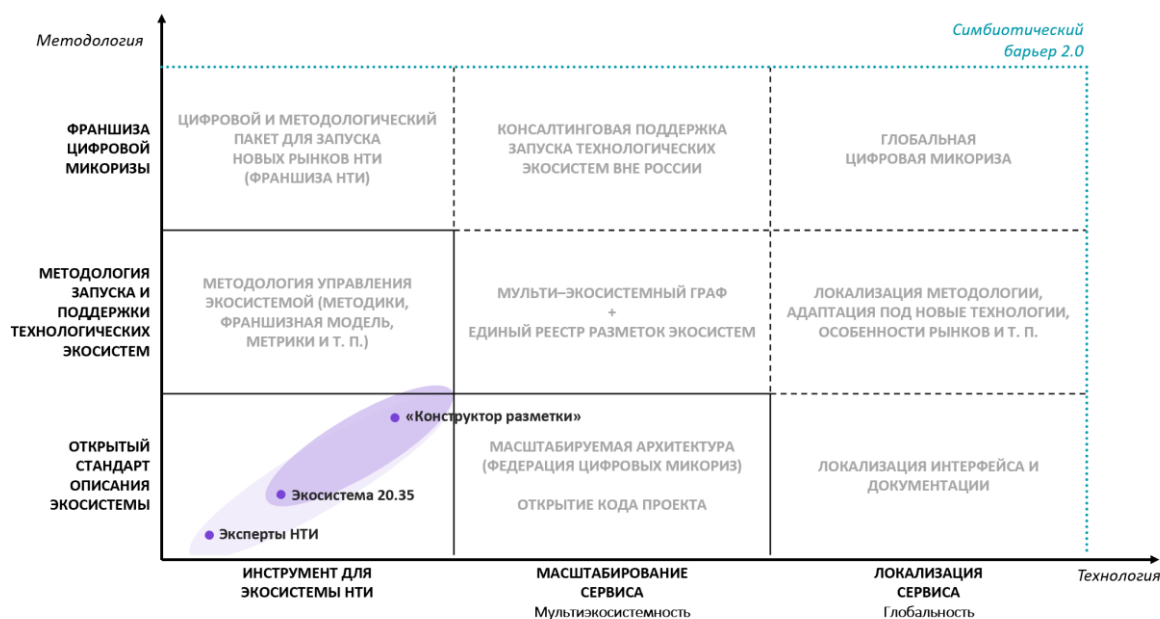 Методология
Симбиотический
барьер 2.0
ФРАНШИЗА
ЦИФРОВОЙ
МИКОРИЗЫ
ЦИФРОВОЙ И МЕТОДОЛОГИЧЕСКИЙ
ПАКЕТ ДЛЯ ЗАПУСКА
НОВЫХ РЫНКОВ НТИ
(ФРАНШИЗА НТИ)
КОНСАЛТИНГОВАЯ ПОДДЕРЖКА
ЗАПУСКА ТЕХНОЛОГИЧЕСКИХ
ЭКОСИСТЕМ ВНЕ РОССИИ
ГЛОБАЛЬНАЯ
ЦИФРОВАЯ МИКОРИЗА
МЕТОДОЛОГИЯ
ЗАПУСКА И
ПОДДЕРЖКИ
ТЕХНОЛОГИЧЕСКИХ
ЭКОСИСТЕМ
МЕТОДОЛОГИЯ УПРАВЛЕНИЯ
ЭКОСИСТЕМОЙ (МЕТОДИКИ,
ФРАНШИЗНАЯ МОДЕЛЬ,
МЕТРИКИ И Т. П.)
МУЛЬТИ–ЭКОСИСТЕМНЫЙ ГРАФ
+
ЕДИНЫЙ РЕЕСТР РАЗМЕТОК ЭКОСИСТЕМ
ЛОКАЛИЗАЦИЯ МЕТОДОЛОГИИ,
АДАПТАЦИЯ ПОД НОВЫЕ ТЕХНОЛОГИИ,
ОСОБЕННОСТИ РЫНКОВ И Т. П.
ОТКРЫТЫЙ
СТАНДАРТ
ОПИСАНИЯ
ЭКОСИСТЕМЫ
«Конструктор разметки»
Экосистема 20.35
Эксперты НТИ
МАСШТАБИРУЕМАЯ АРХИТЕКТУРА
(ФЕДЕРАЦИЯ ЦИФРОВЫХ МИКОРИЗ)
ОТКРЫТИЕ КОДА ПРОЕКТА
ЛОКАЛИЗАЦИЯ ИНТЕРФЕЙСА И
ДОКУМЕНТАЦИИ
ИНСТРУМЕНТ ДЛЯ
ЭКОСИСТЕМЫ НТИ
МАСШТАБИРОВАНИЕ
СЕРВИСА
Мультиэкосистемность
ЛОКАЛИЗАЦИЯ
СЕРВИСА
Глобальность
Технология